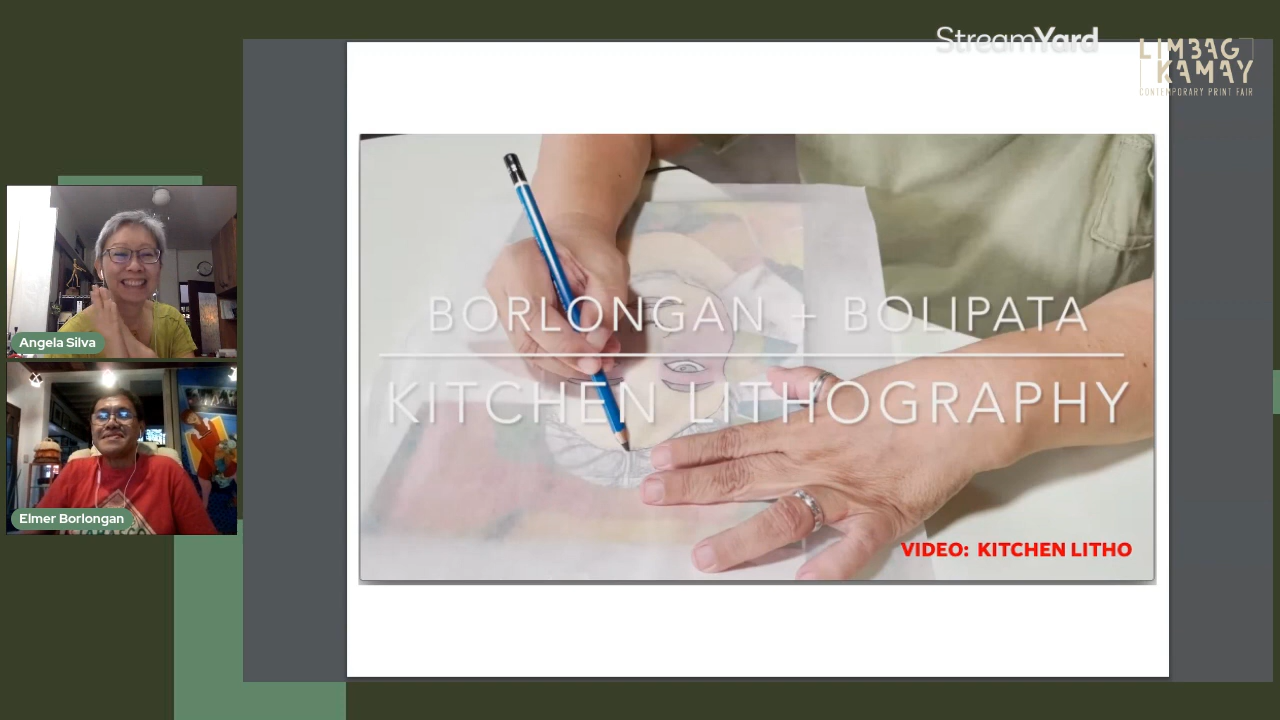 StreamYard
LIMBAG
KAMAY
CONTEMPORARY PRINT FAIR
BORLONGAN + BOLIPATA
KITCHEN LITHOGRAPHY
VIDEO: KITCHEN LITHO
Angela Silva
Elmer Borlongan